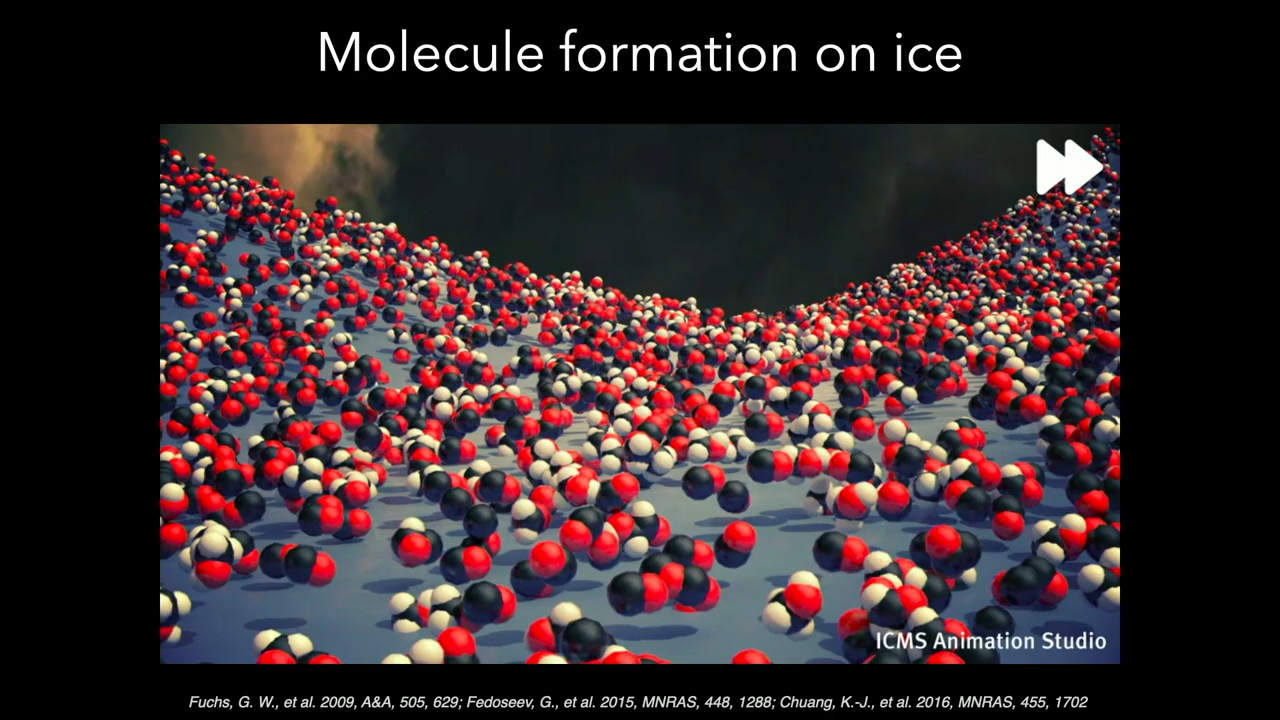 Molecule formation on ice
ICMS Animation Studio
Fuchs, G. W., et al. 2009, A&A, 505, 629; Fedoseev, G., et al. 2015, MNRAS, 448, 1288; Chuang, K.-J., et al. 2016, MNRAS, 455, 1702